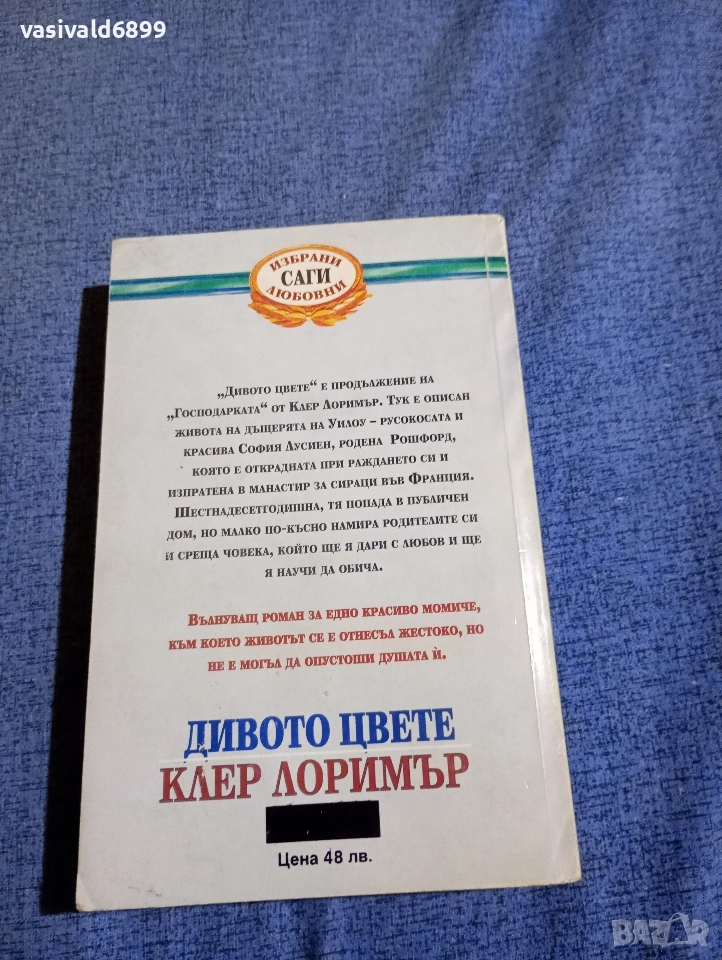 vasivald6899
ИЗБРАНИ
САГИ
ЛЮБОВНИ
„Дивото цвете“ е продължение на
„Господарката“ от Клер Лоримър. Тук е описан
живота на дъщерята на Уилоу – русокосата и
красива София Лусиен, родена Рошфорд,
която е открадната при раждането си и
изпратена в манастир за сираци във Франция.
Шестнадесетгодишна, тя попада в публичен
дом, но малко по-късно намира родителите си
и среща човека, който ще я дари с любов и ще
я научи да обича.
Вълнуващ роман за едно красиво момиче,
към което животът се е отнесъл жестоко, но
не е могъл да опустоши душата ѝ.
ДИВОТО ЦВЕТЕ
КЛЕР ЛОРИМЪР
Цена 48 лв.
BAZAR